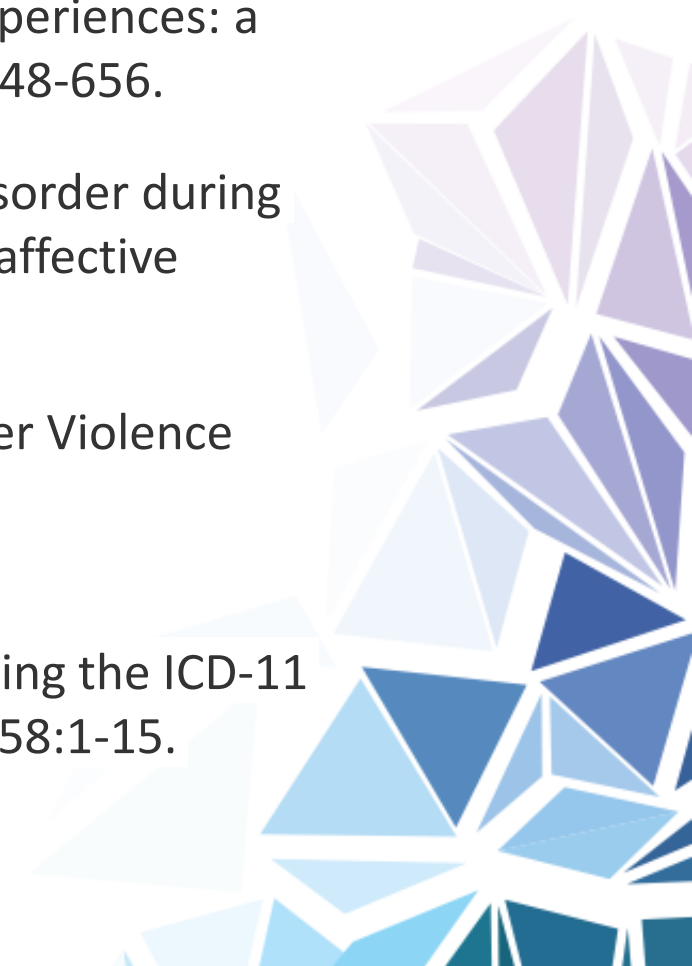 periences: a
48-656.
sorder during
affective
er Violence
ing the ICD-11
58:1-15.